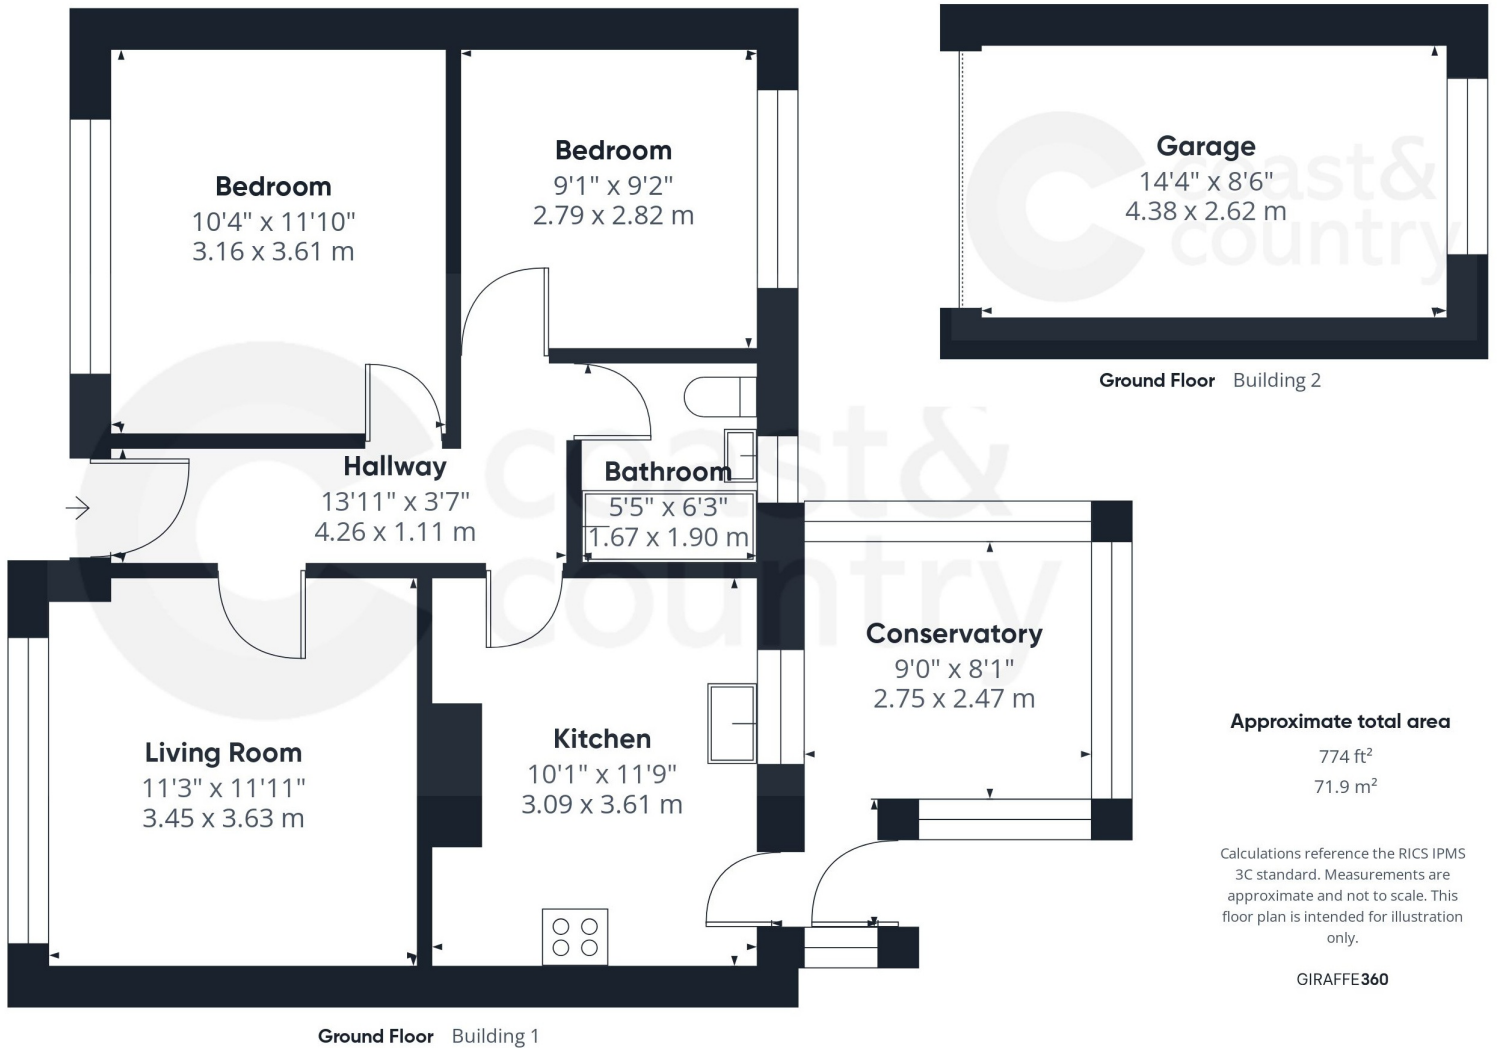 Bedroom
10'4" x 11'10"
3.16 x 3.61 m
Bedroom
9'1" x 9'2"
2.79 x 2.82 m
Garage
14'4" x 8'6"
4.38 x 2.62 m
coast&
country
Ground Floor Building 2
Hallway
13'11" x 3'7"
4.26 x 1.11 m
Bathroom
5'5" x 6'3"
1.67 x 1.90 m
coast&
country
Conservatory
9'0" x 8'1"
2.75 x 2.47 m
Living Room
11'3" x 11'11"
3.45 x 3.63 m
Kitchen
10'1" x 11'9"
3.09 x 3.61 m
Approximate total area
774 ft²
71.9 m²
Calculations reference the RICS IPMS
3C standard. Measurements are
approximate and not to scale. This
floor plan is intended for illustration
only.
GIRAFFE360
Ground Floor Building 1